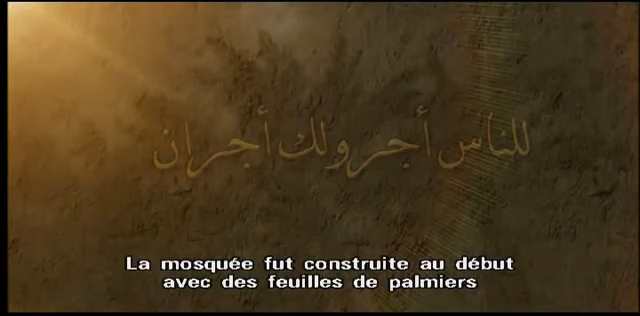 للناس أجر ولك أجران
La mosquée fut construite au début
avec des feuilles de palmiers